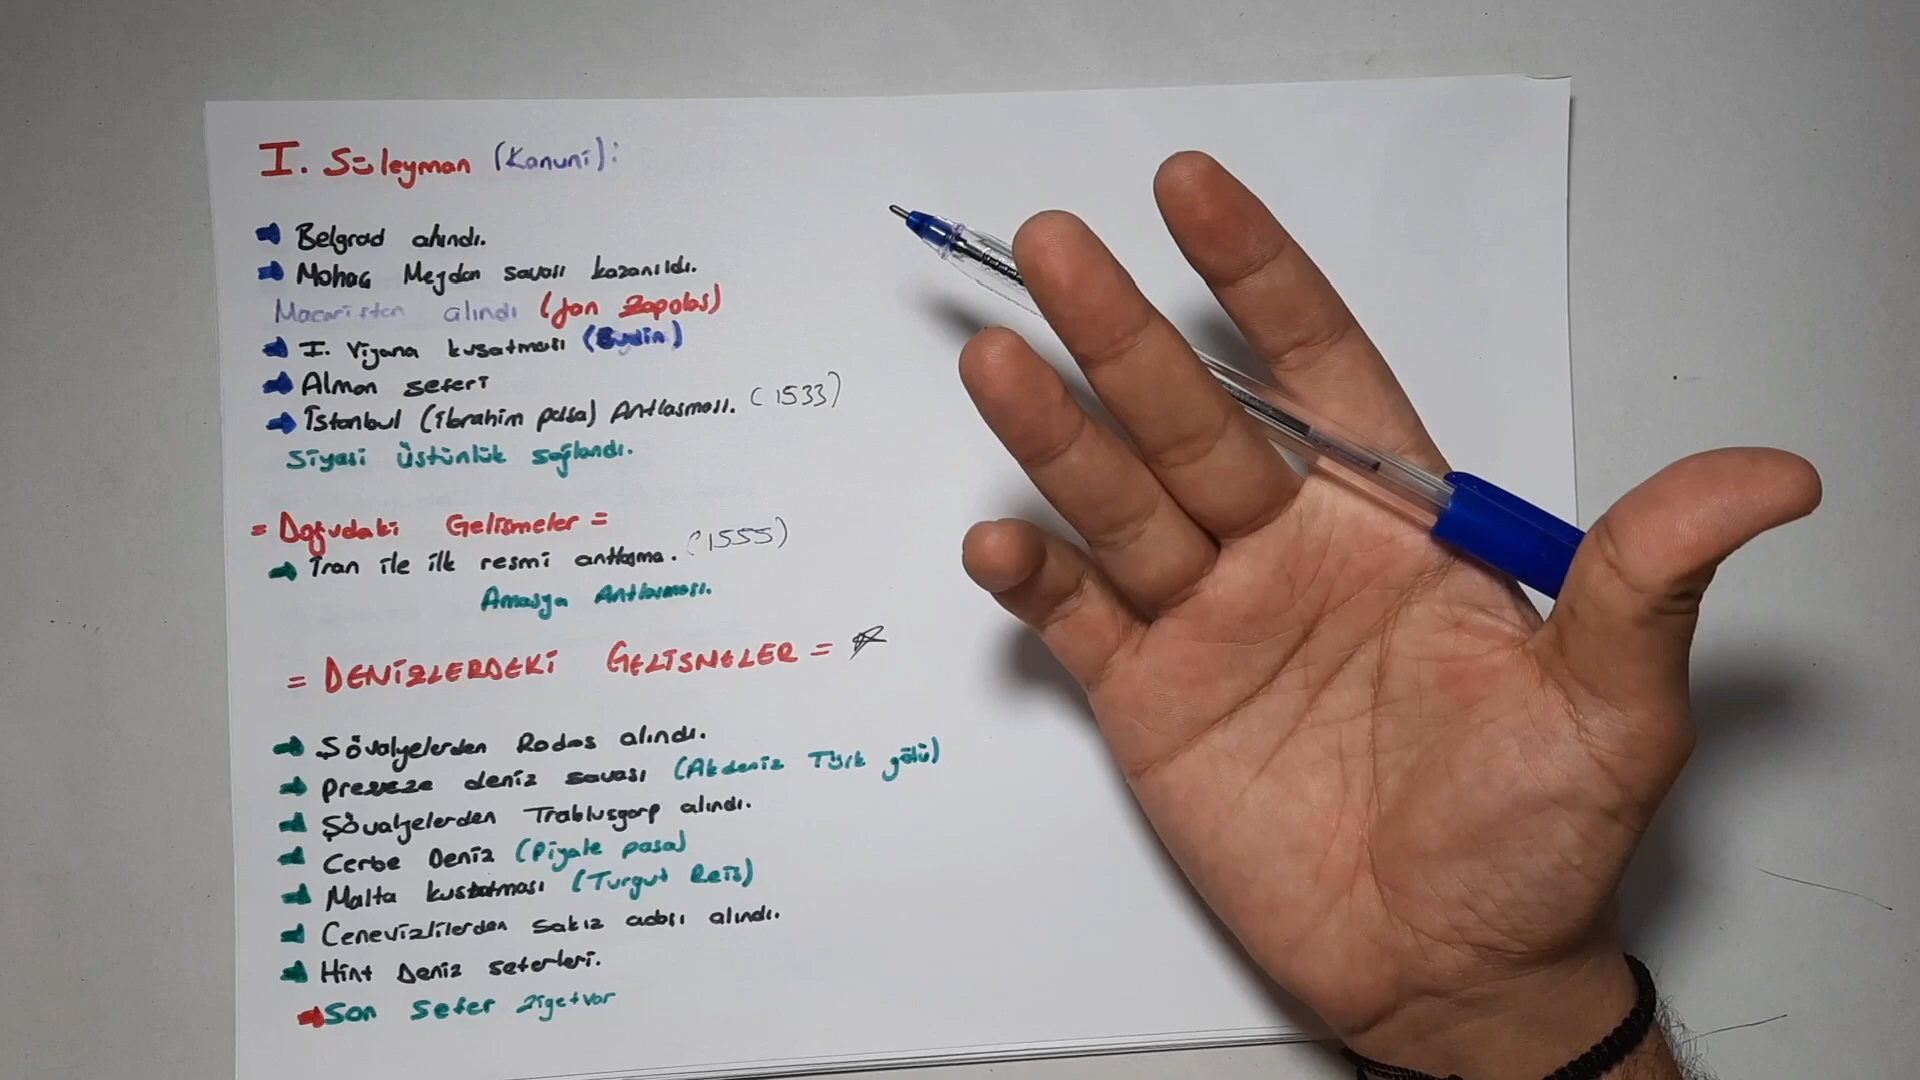 I. Süleyman (Kanuni):
Belgrad alındı.
Mohaç Meydan savaşı kazanıldı.
Macaristan alındı (Jan Zapolas)
I. Viyana kuşatması (Budin)
Alman seferi
İstanbul (ibrahim paşa) Antlaşması. (1533)
Siyasi üstünlük sağlandı.
= Doğudaki Gelişmeler =
İran ile ilk resmi antlaşma. (1555)
Amasya Antlaşması.
= DENİZLERDEKİ GELİŞMELER =
Şövalyelerden Rodos alındı.
Preveze deniz savaşı (Akdeniz Türk gölü)
Şövalyelerden Trablusgarp alındı.
Cerbe Deniz (Piyale paşa)
Malta kuşatması (Turgut Reis)
Cenevizlilerden sakız adası alındı.
Hint Deniz seferleri.
Son Sefer Zigetvar